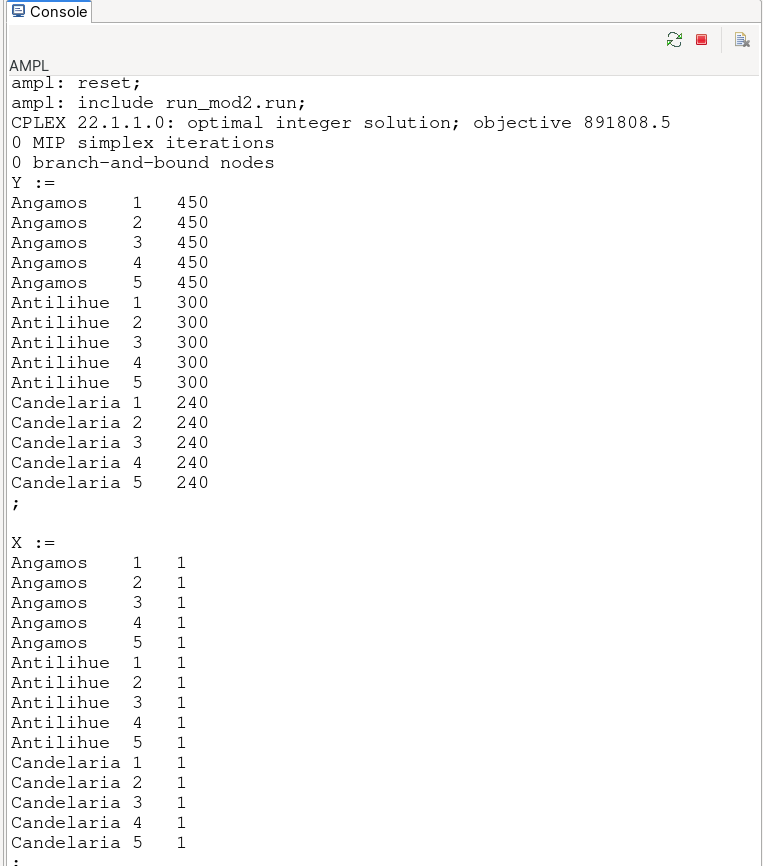 Console
AMPL
ampl: reset;
ampl: include run_mod2.run;
CPLEX 22.1.1.0: optimal integer solution; objective 891808.5
0 MIP simplex iterations
0 branch-and-bound nodes
Y :=
Angamos    1   450
Angamos    2   450
Angamos    3   450
Angamos    4   450
Angamos    5   450
Antilihue  1   300
Antilihue  2   300
Antilihue  3   300
Antilihue  4   300
Antilihue  5   300
Candelaria 1   240
Candelaria 2   240
Candelaria 3   240
Candelaria 4   240
Candelaria 5   240
;
X :=
Angamos    1   1
Angamos    2   1
Angamos    3   1
Angamos    4   1
Angamos    5   1
Antilihue  1   1
Antilihue  2   1
Antilihue  3   1
Antilihue  4   1
Antilihue  5   1
Candelaria 1   1
Candelaria 2   1
Candelaria 3   1
Candelaria 4   1
Candelaria 5   1
;